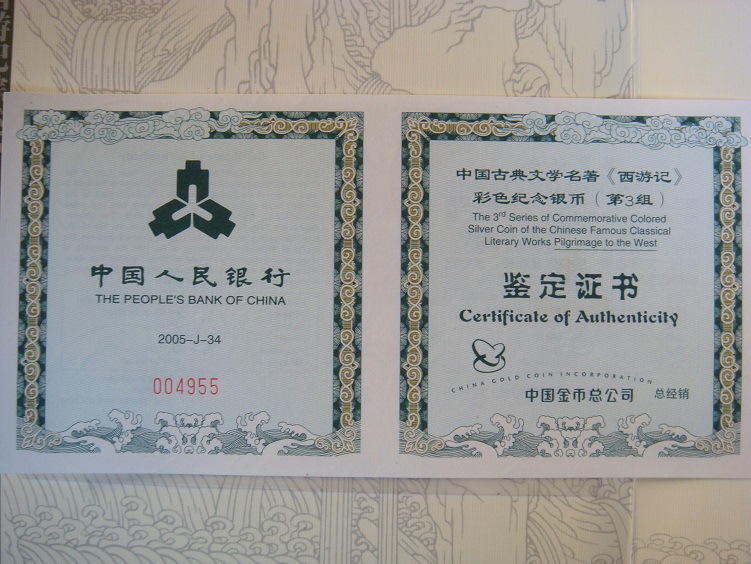 中国人民银行
THE PEOPLE'S BANK OF CHINA
2005-J-34
004955
中国古典文学名著《西游记》
彩色纪念银币（第3组）
The 3rd Series of Commemorative Colored
Silver Coin of the Chinese Famous Classical
Literary Works Pilgrimage to the West
鉴定证书
Certificate of Authenticity
CHINA GOLD COIN INCORPORATION
中国金币总公司 总经销